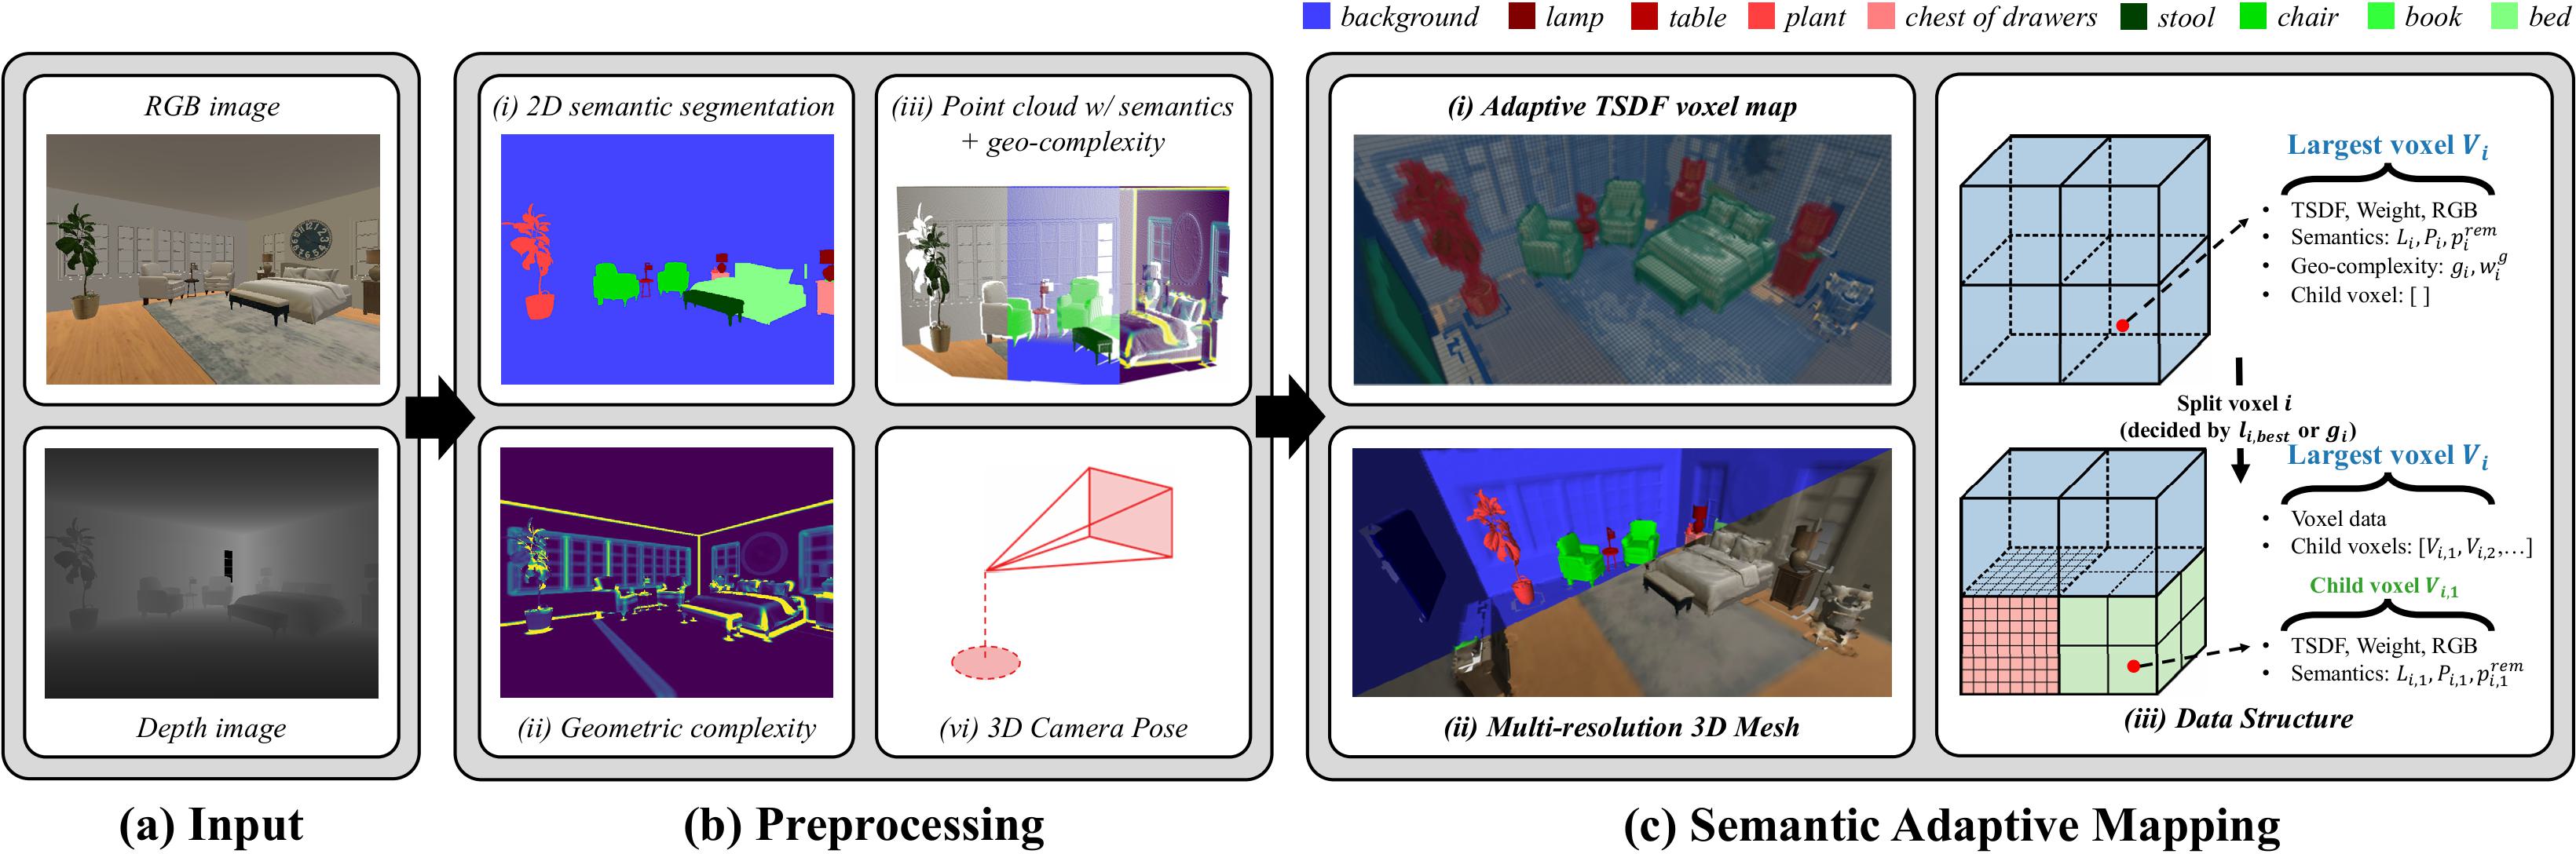 background lamp table plant chest of drawers stool chair book bed
RGB image
Depth image
(a) Input
(i) 2D semantic segmentation
(ii) Geometric complexity
(iii) Point cloud w/ semantics
+ geo-complexity
(vi) 3D Camera Pose
(b) Preprocessing
(i) Adaptive TSDF voxel map
(ii) Multi-resolution 3D Mesh
Largest voxel V_i
• TSDF, Weight, RGB
• Semantics: L_i, P_i, p_i^{rem}
• Geo-complexity: g_i, w_i^g
• Child voxel: [ ]
Split voxel i
(decided by l_{i,best} or g_i)
Largest voxel V_i
• Voxel data
• Child voxels: [V_{i,1}, V_{i,2}, …]
Child voxel V_{i,1}
• TSDF, Weight, RGB
• Semantics: L_{i,1}, P_{i,1}, p_{i,1}^{rem}
(iii) Data Structure
(c) Semantic Adaptive Mapping